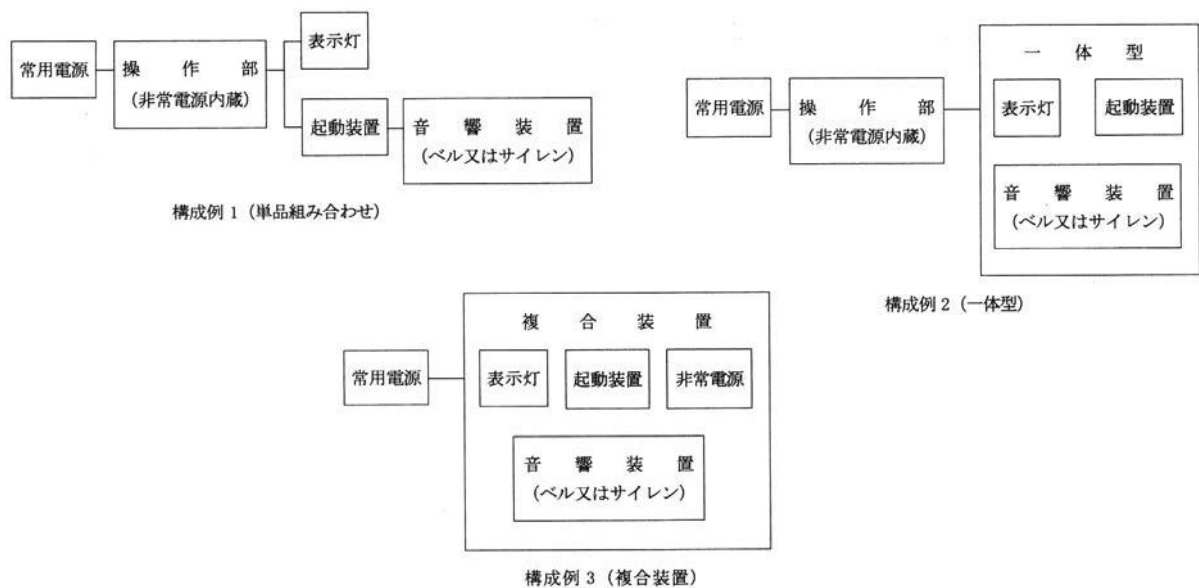 表示灯
常用電源
操作部
(非常電源内蔵)
起動装置
音響装置
(ベル又はサイレン)
構成例 1 (単品組み合わせ)
一体型
常用電源
操作部
(非常電源内蔵)
表示灯
起動装置
音響装置
(ベル又はサイレン)
構成例 2 (一体型)
複合装置
常用電源
表示灯
起動装置
非常電源
音響装置
(ベル又はサイレン)
構成例 3 (複合装置)